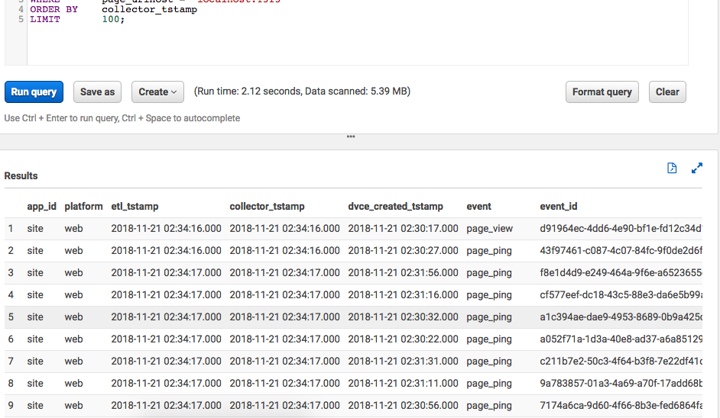 4 ORDER BY collector_tstamp
5 LIMIT 100;
Run query Save as Create (Run time: 2.12 seconds, Data scanned: 5.39 MB) Format query Clear
Use Ctrl + Enter to run query, Ctrl + Space to autocomplete
Results
app_id platform etl_tstamp collector_tstamp dvce_created_tstamp event event_id
1 site web 2018-11-21 02:34:16.000 2018-11-21 02:34:16.000 2018-11-21 02:30:17.000 page_view d91964ec-4dd6-4e90-bf1e-fd12c34d
2 site web 2018-11-21 02:34:16.000 2018-11-21 02:34:16.000 2018-11-21 02:30:27.000 page_ping 43f97461-c087-4c07-84fc-9f0de2d6f
3 site web 2018-11-21 02:34:17.000 2018-11-21 02:34:17.000 2018-11-21 02:31:56.000 page_ping f8e1d4d9-e249-464a-9f6e-a6523655
4 site web 2018-11-21 02:34:17.000 2018-11-21 02:34:17.000 2018-11-21 02:31:16.000 page_ping cf577eef-dc18-43c5-88e3-da6e5b99
5 site web 2018-11-21 02:34:17.000 2018-11-21 02:34:17.000 2018-11-21 02:30:32.000 page_ping a1c394ae-dae9-4953-8689-0b9a425
6 site web 2018-11-21 02:34:17.000 2018-11-21 02:34:17.000 2018-11-21 02:30:22.000 page_ping a052f71a-1d3a-40e8-ad37-a6a85129
7 site web 2018-11-21 02:34:17.000 2018-11-21 02:34:17.000 2018-11-21 02:31:31.000 page_ping c211b7e2-50c3-4f64-b3f8-7e22df41
8 site web 2018-11-21 02:34:17.000 2018-11-21 02:34:17.000 2018-11-21 02:31:11.000 page_ping 9a783857-01a3-4a69-a70f-17add68b
9 site web 2018-11-21 02:34:17.000 2018-11-21 02:34:17.000 2018-11-21 02:30:56.000 page_ping 7174a6ca-9d60-4f66-8b3e-fed6864f